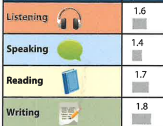 Listening 1.6
Speaking 1.4
Reading 1.7
Writing 1.8